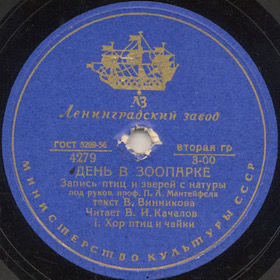 ЛЗ
Ленинградский завод
ГОСТ 5289-56
вторая гр
4279
3-00
ДЕНЬ В ЗООПАРКЕ
Запись птиц и зверей с натуры
под руков. проф. П. А. Мантейфеля
текст В. Винникова
Читает В. И. Качалов
1. Хор птиц и чайки
МИНИСТЕРСТВО КУЛЬТУРЫ СССР